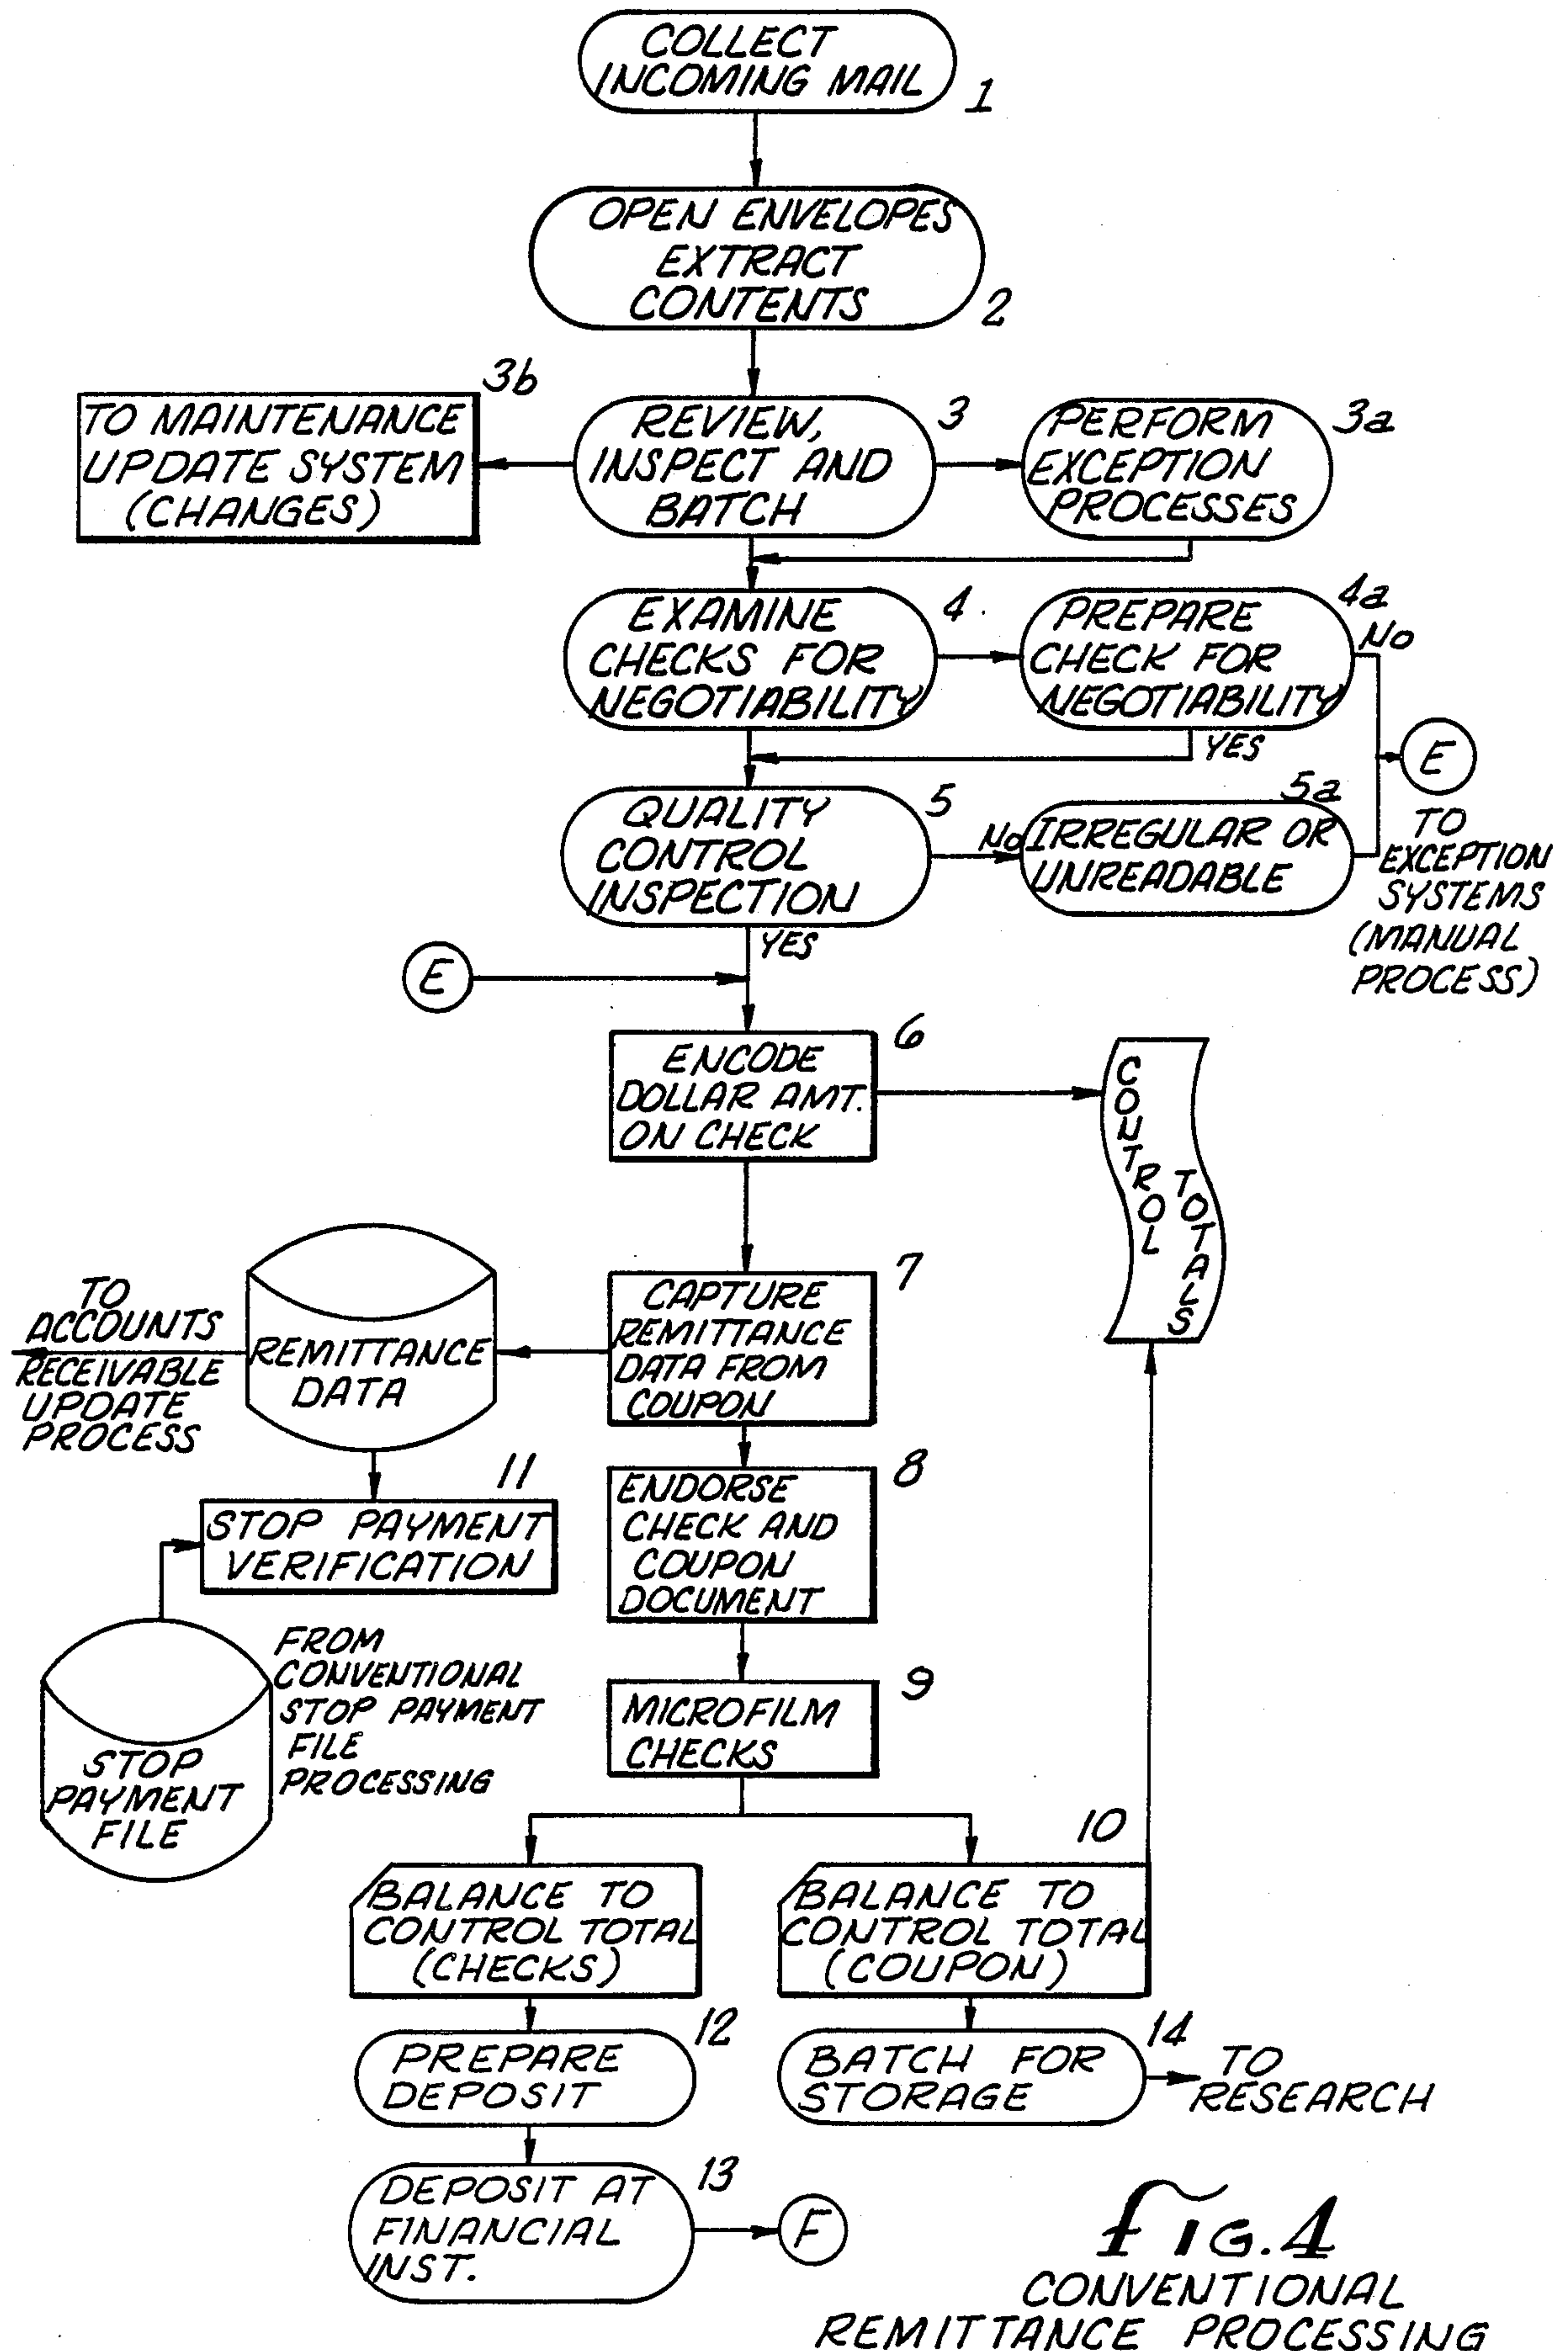 COLLECT
INCOMING MAIL
1
OPEN ENVELOPES
EXTRACT
CONTENTS
2
3b
TO MAINTENANCE
UPDATE SYSTEM
(CHANGES)
REVIEW,
INSPECT AND
BATCH
3
PERFORM
EXCEPTION
PROCESSES
3a
EXAMINE
CHECKS FOR
NEGOTIABILITY
4
PREPARE
CHECK FOR
NEGOTIABILITY
4a
NO
YES
E
TO
EXCEPTION
SYSTEMS
(MANUAL
PROCESS)
QUALITY
CONTROL
INSPECTION
5
NO
5a
IRREGULAR OR
UNREADABLE
YES
E
ENCODE
DOLLAR AMT.
ON CHECK
6
CONTROL
TOTALS
CAPTURE
REMITTANCE
DATA FROM
COUPON
7
REMITTANCE
DATA
TO
ACCOUNTS
RECEIVABLE
UPDATE
PROCESS
11
STOP PAYMENT
VERIFICATION
ENDORSE
CHECK AND
COUPON
DOCUMENT
8
FROM
CONVENTIONAL
STOP PAYMENT
FILE
PROCESSING
STOP
PAYMENT
FILE
MICROFILM
CHECKS
9
BALANCE TO
CONTROL TOTAL
(CHECKS)
10
BALANCE TO
CONTROL TOTAL
(COUPON)
12
PREPARE
DEPOSIT
BATCH FOR
STORAGE
14
TO
RESEARCH
DEPOSIT AT
FINANCIAL
INST.
13
F
FIG.4
CONVENTIONAL
REMITTANCE PROCESSING